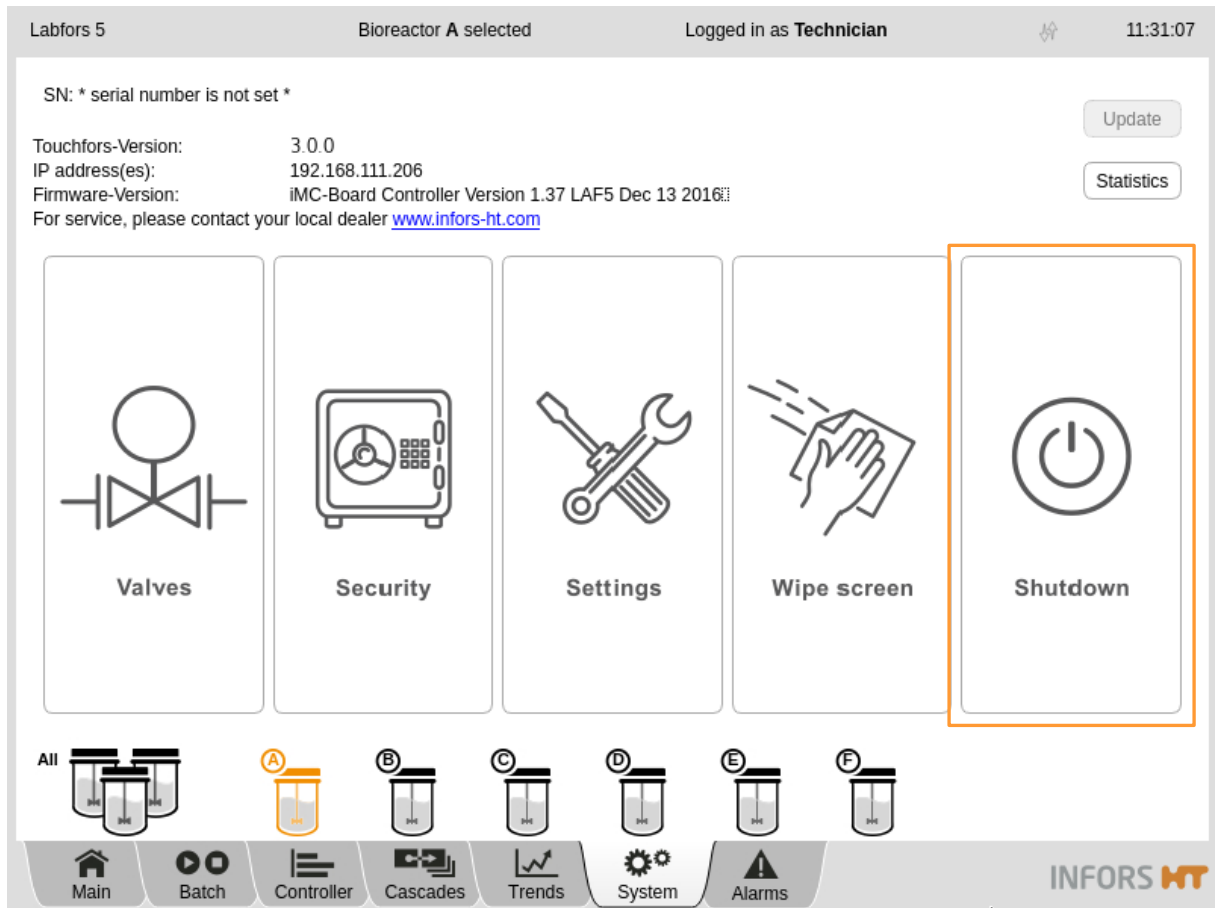 Labfors 5 Bioreactor A selected Logged in as Technician 11:31:07
SN: * serial number is not set *
Update
Touchfors-Version: 3.0.0
IP address(es): 192.168.111.206
Statistics
Firmware-Version: iMC-Board Controller Version 1.37 LAF5 Dec 13 2016
For service, please contact your local dealer www.infors-ht.com
Valves Security Settings Wipe screen Shutdown
All A B C D E F
Main Batch Controller Cascades Trends System Alarms
INFORS HT